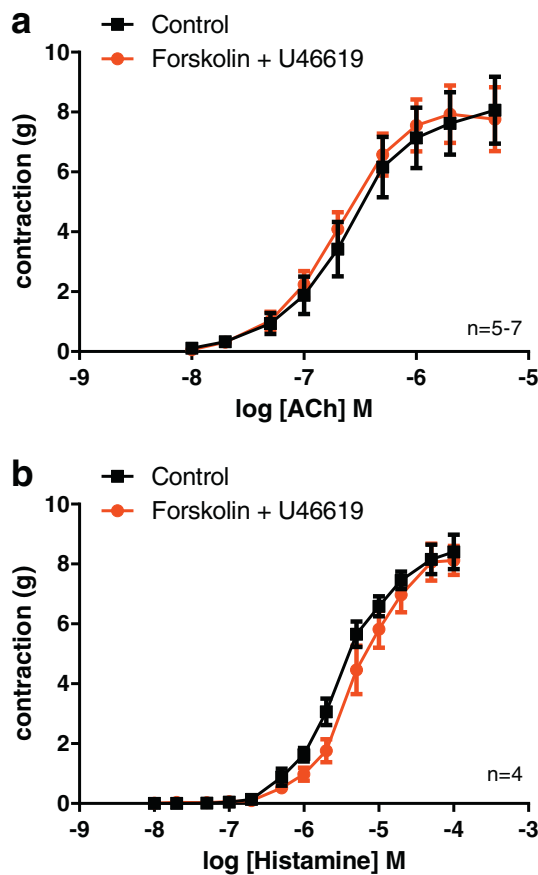 a
Control
Forskolin + U46619
contraction (g)
10
8
6
4
2
0
n=5-7
-9 -8 -7 -6 -5
log [ACh] M
b
Control
Forskolin + U46619
contraction (g)
10
8
6
4
2
0
n=4
-9 -8 -7 -6 -5 -4 -3
log [Histamine] M